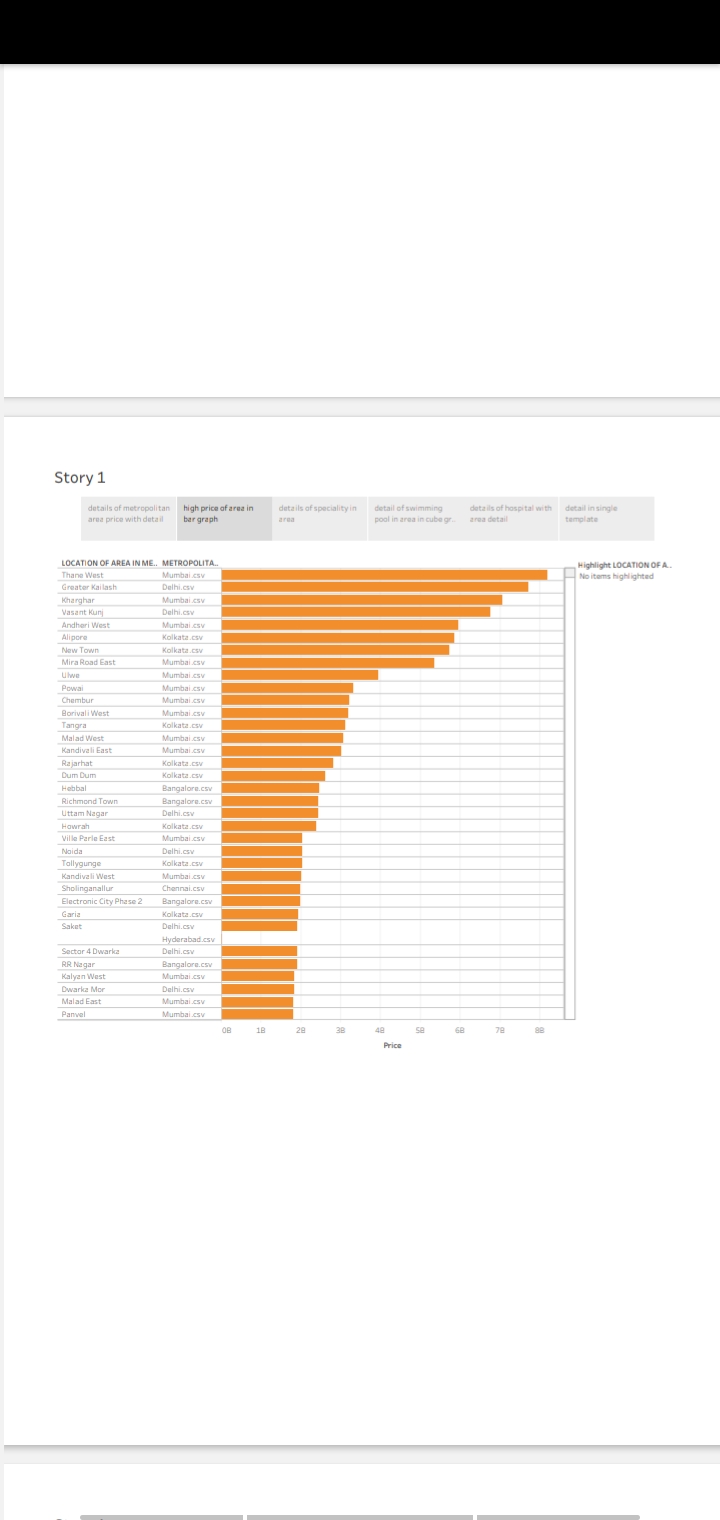 Story 1
details of metropolitan
area price with detail
high price of area in
bar graph
details of speciality in
area
detail of swimming
pool in area in cube gr..
details of hospital with
area detail
detail in single
template
LOCATION OF AREA IN ME.. METROPOLITA..
Highlight LOCATION OF A..
No items highlighted
Thane West Mumbai.csv
Greater Kailash Delhi.csv
Kharghar Mumbai.csv
Vasant Kunj Delhi.csv
Andheri West Mumbai.csv
Alipore Kolkata.csv
New Town Kolkata.csv
Mira Road East Mumbai.csv
Ulwe Mumbai.csv
Powai Mumbai.csv
Chembur Mumbai.csv
Borivali West Mumbai.csv
Tangra Kolkata.csv
Malad West Mumbai.csv
Kandivali East Mumbai.csv
Rajarhat Kolkata.csv
Dum Dum Kolkata.csv
Hebbal Bangalore.csv
Richmond Town Bangalore.csv
Uttam Nagar Delhi.csv
Howrah Kolkata.csv
Ville Parle East Mumbai.csv
Noida Delhi.csv
Tollygunge Kolkata.csv
Kandivali West Mumbai.csv
Sholinganallur Chennai.csv
Electronic City Phase 2 Bangalore.csv
Garia Kolkata.csv
Saket Delhi.csv
Hyderabad.csv
Sector 4 Dwarka Delhi.csv
RR Nagar Bangalore.csv
Kalyan West Mumbai.csv
Dwarka Mor Delhi.csv
Malad East Mumbai.csv
Panvel Mumbai.csv
0B 1B 2B 3B 4B 5B 6B 7B 8B
Price